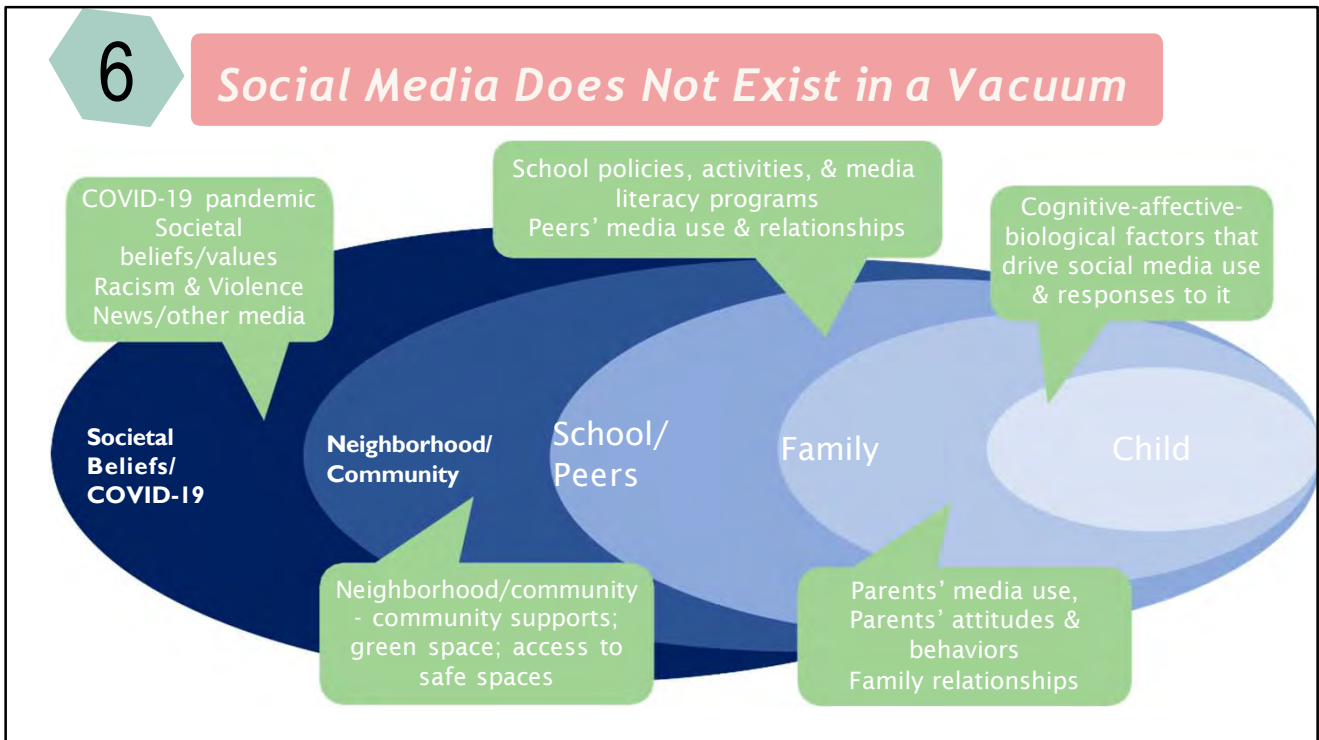 6
Social Media Does Not Exist in a Vacuum
COVID-19 pandemic
Societal
beliefs/values
Racism & Violence
News/other media
School policies, activities, & media
literacy programs
Peers’ media use & relationships
Cognitive-affective-
biological factors that
drive social media use
& responses to it
Societal
Beliefs/
COVID-19
Neighborhood/
Community
School/
Peers
Family
Child
Neighborhood/community
- community supports;
green space; access to
safe spaces
Parents’ media use,
Parents’ attitudes &
behaviors
Family relationships